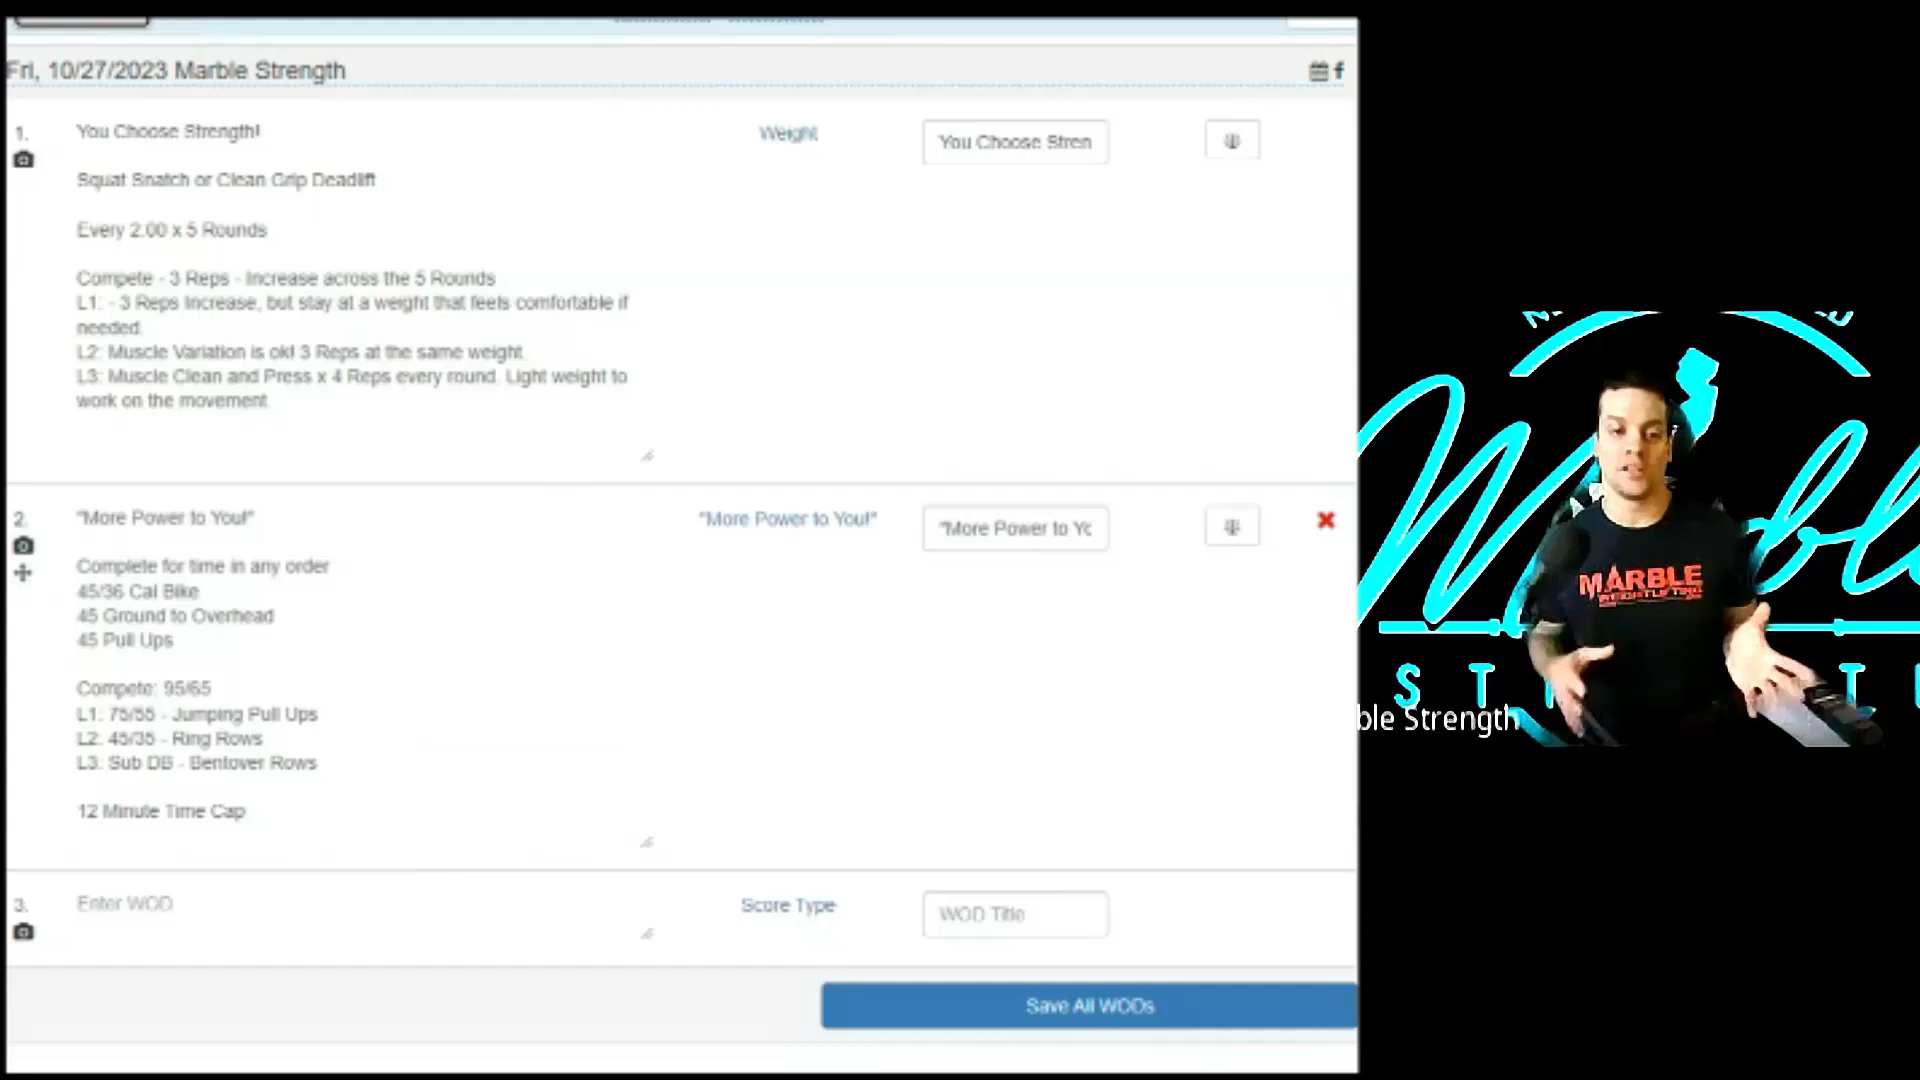 Fri, 10/27/2023 Marble Strength
1.
You Choose Strength!
Weight
You Choose Stren
Squat Snatch or Clean Grip Deadlift
Every 2:00 x 5 Rounds
Compete - 3 Reps - Increase across the 5 Rounds
L1: - 3 Reps Increase, but stay at a weight that feels comfortable if
needed.
L2: Muscle Variation is ok! 3 Reps at the same weight.
L3: Muscle Clean and Press x 4 Reps every round. Light weight to
work on the movement.
2.
"More Power to You!"
"More Power to You!"
"More Power to Yo
Complete for time in any order
45/36 Cal Bike
45 Ground to Overhead
45 Pull Ups
Compete: 95/65
L1: 75/55 - Jumping Pull Ups
L2: 45/35 - Ring Rows
L3: Sub DB - Bentover Rows
12 Minute Time Cap
3.
Enter WOD
Score Type
WOD Title
Save All WODs
MARBLE
WEIGHTLIFTING
ble Strength